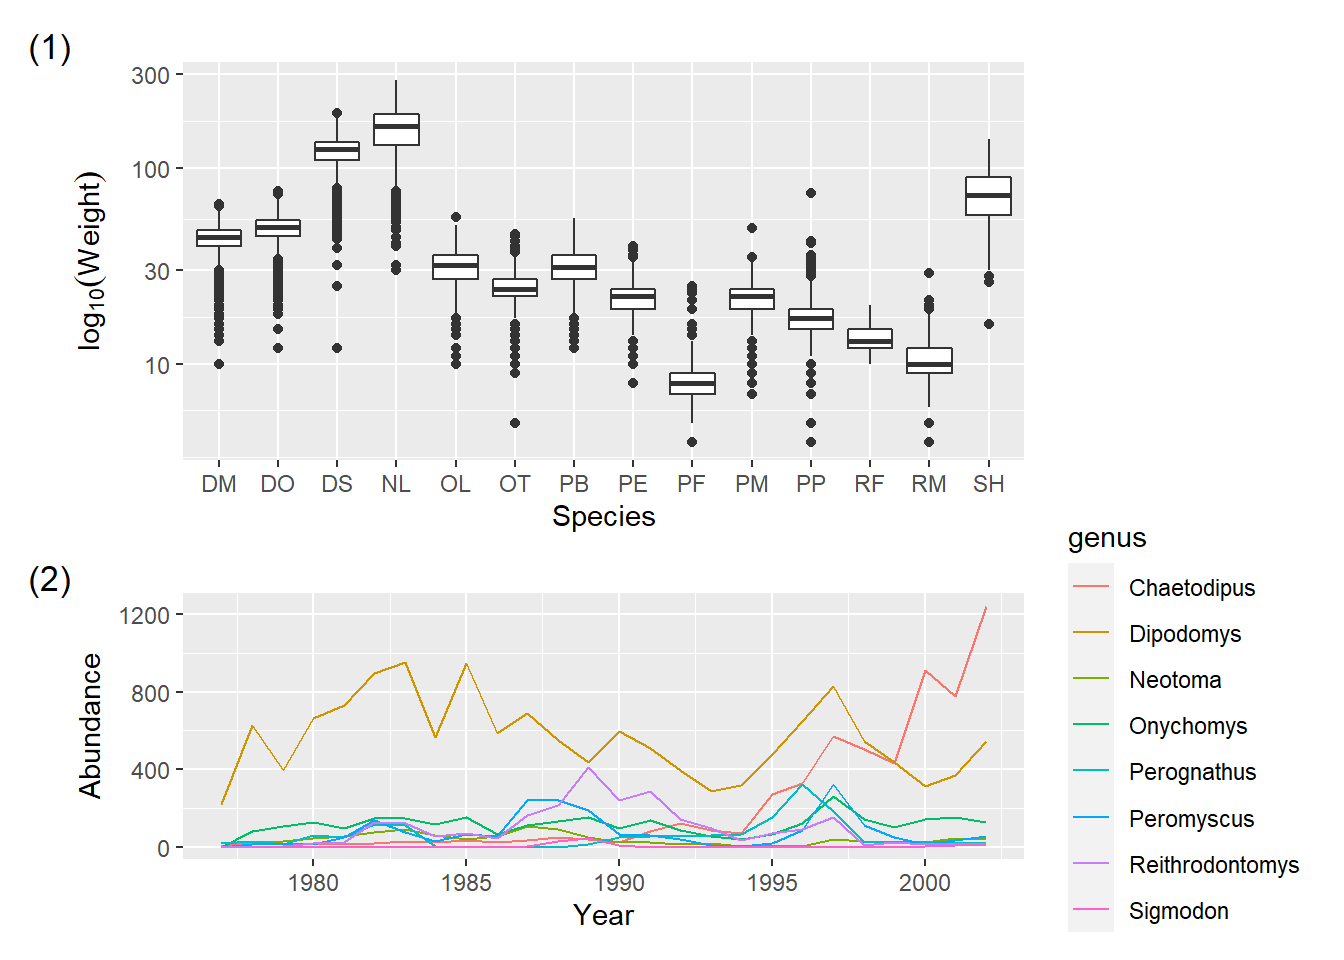 (1)
log₁₀(Weight)
300
100
30
10
DM DO DS NL OL OT PB PE PF PM PP RF RM SH
Species
(2)
Abundance
1200
800
400
0
1980 1985 1990 1995 2000
Year
genus
Chaetodipus
Dipodomys
Neotoma
Onychomys
Perognathus
Peromyscus
Reithrodontomys
Sigmodon